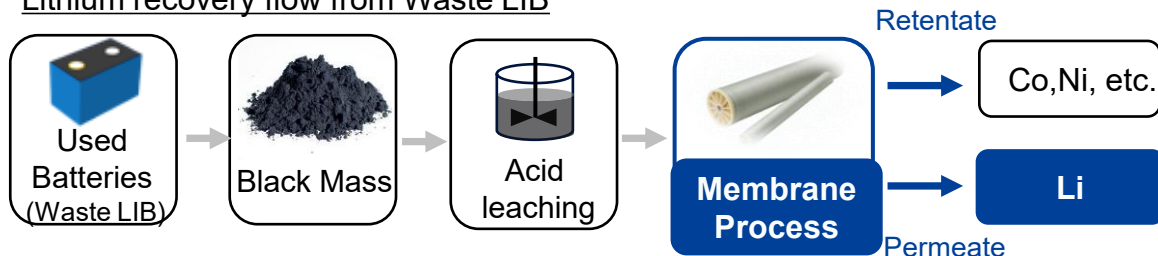 Lithium recovery flow from Waste LIB
Used
Batteries
(Waste LIB)
Black Mass
Acid
leaching
Membrane
Process
Retentate
Co,Ni, etc.
Li
Permeate